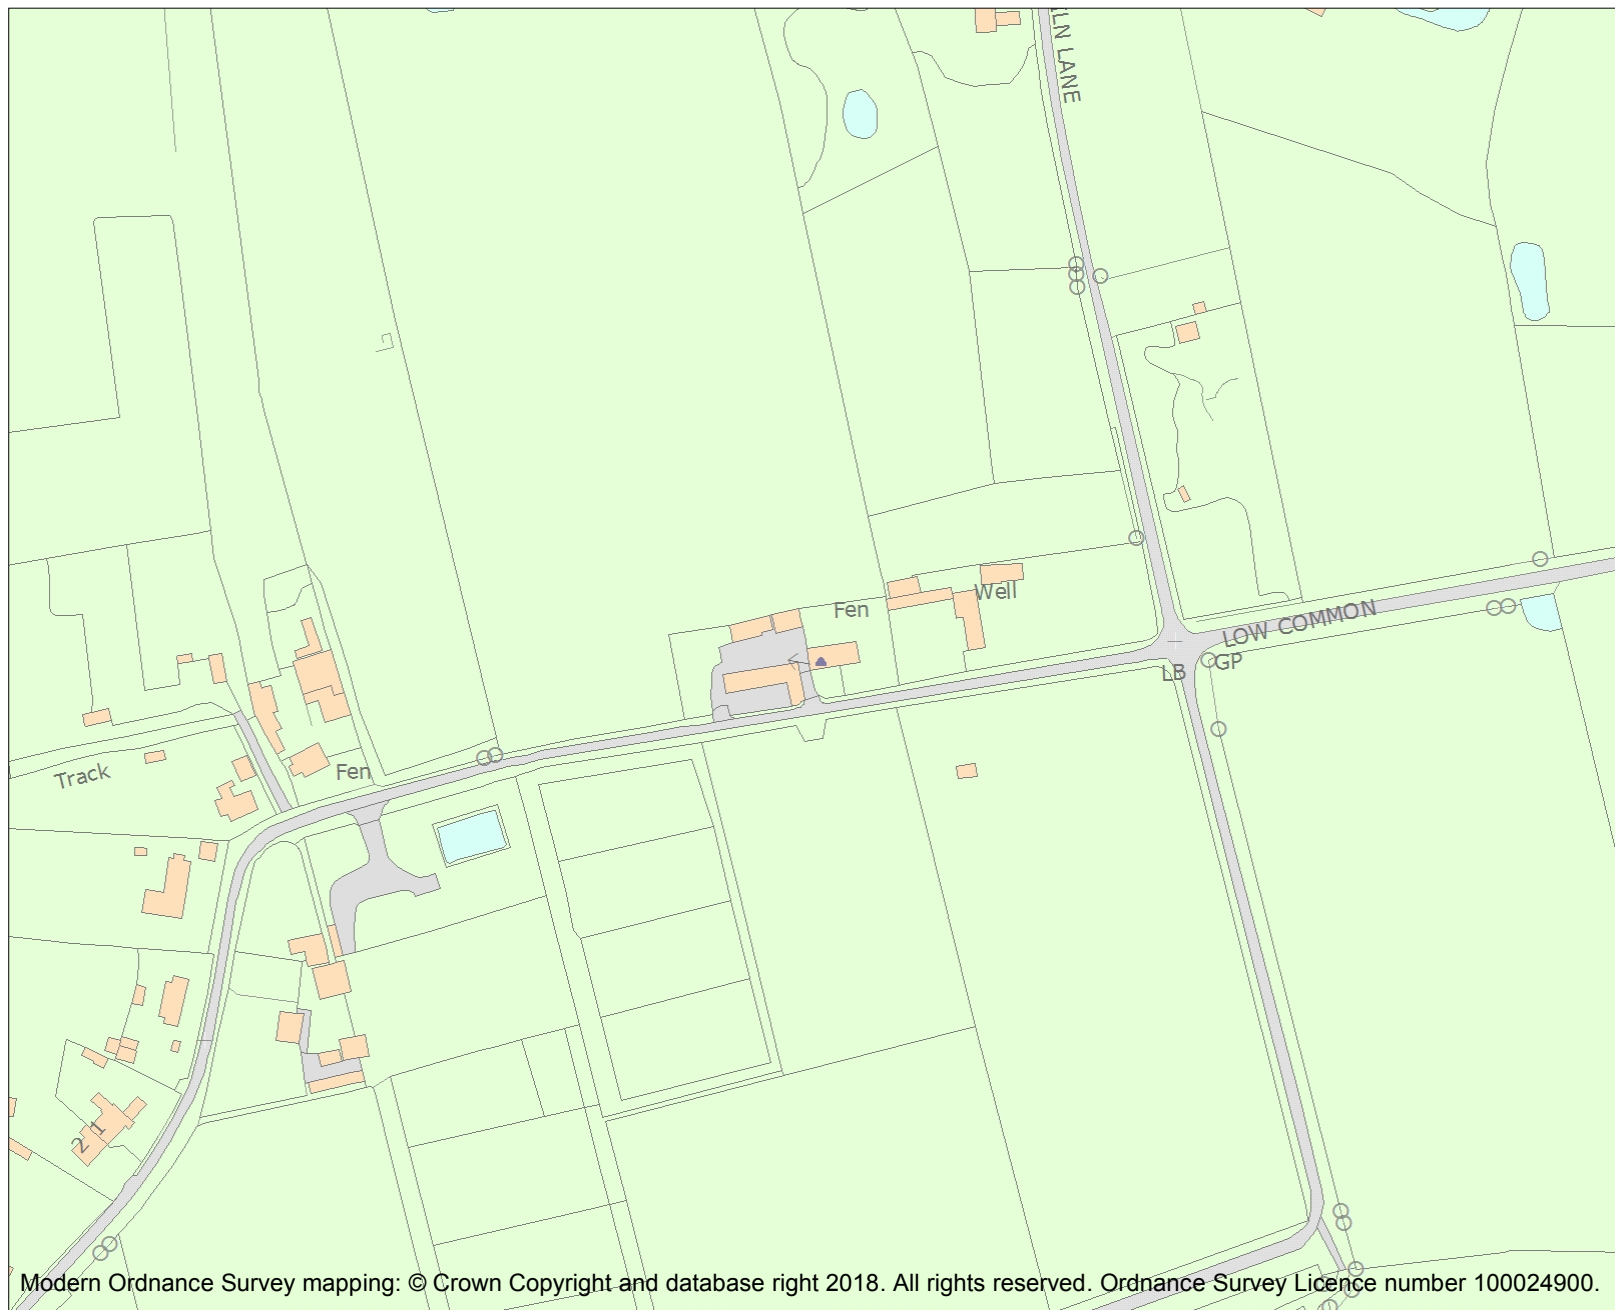 LN LANE
Fen
Well
LOW COMMON
LB
GP
Track
Fen
2
1
Modern Ordnance Survey mapping: © Crown Copyright and database right 2018. All rights reserved. Ordnance Survey Licence number 100024900.